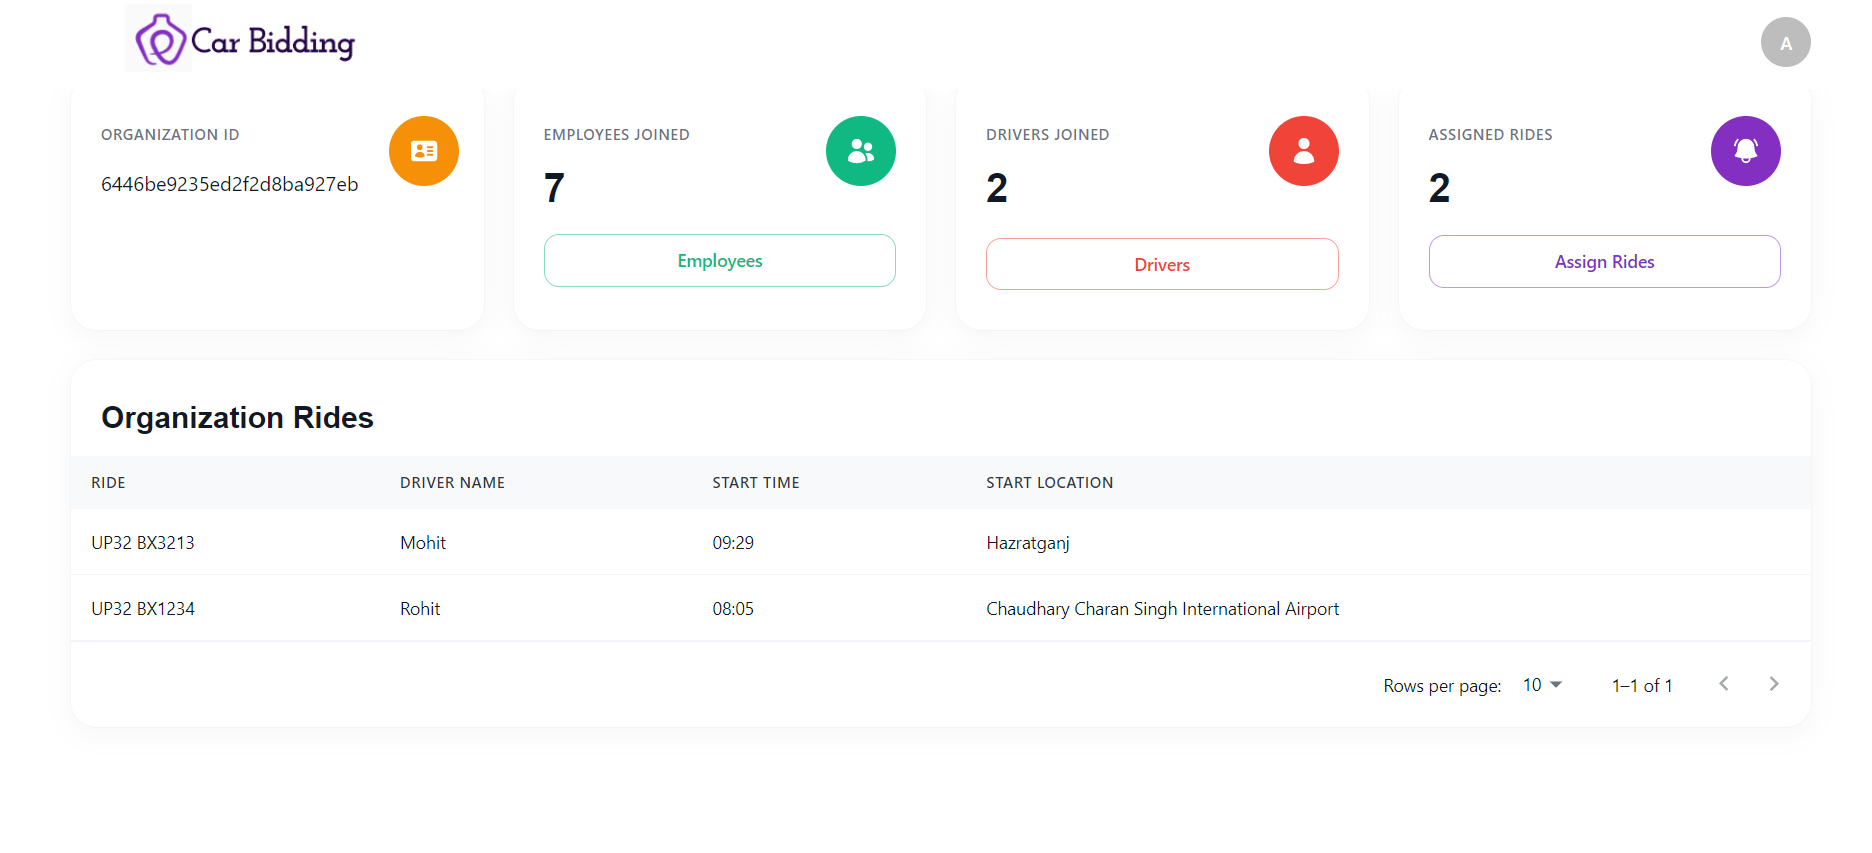 Car Bidding
A
ORGANIZATION ID
6446be9235ed2f2d8ba927eb
EMPLOYEES JOINED
7
Employees
DRIVERS JOINED
2
Drivers
ASSIGNED RIDES
2
Assign Rides
Organization Rides
RIDE DRIVER NAME START TIME START LOCATION
UP32 BX3213 Mohit 09:29 Hazratganj
UP32 BX1234 Rohit 08:05 Chaudhary Charan Singh International Airport
Rows per page: 10 1–1 of 1